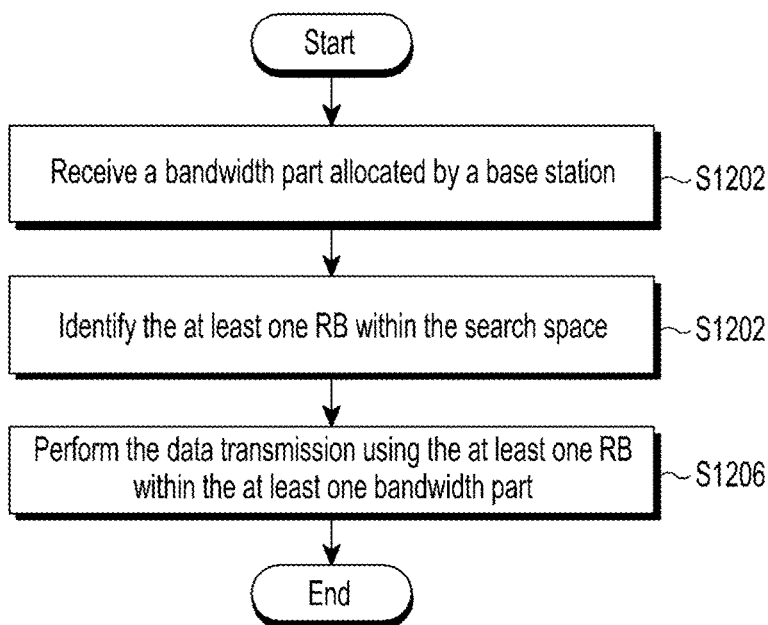 Start
Receive a bandwidth part allocated by a base station
S1202
Identify the at least one RB within the search space
S1202
Perform the data transmission using the at least one RB
within the at least one bandwidth part
S1206
End